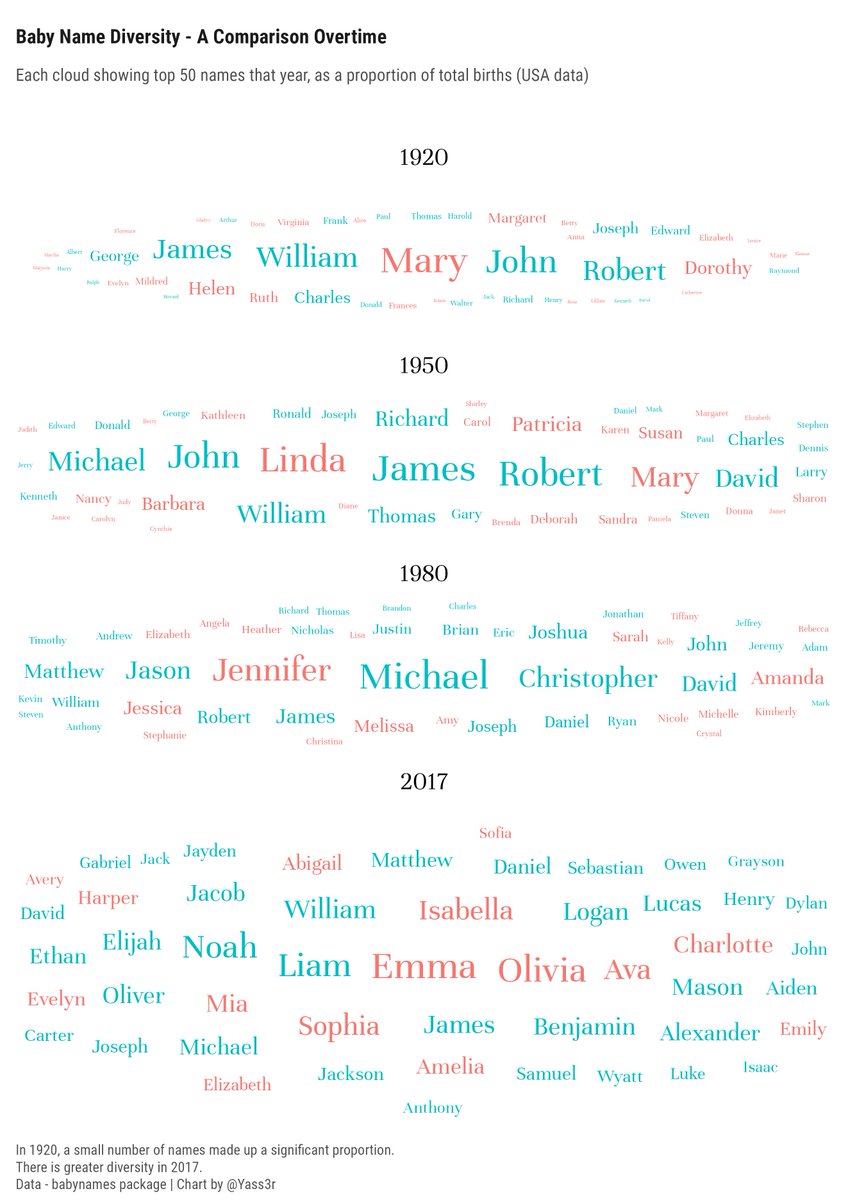 Baby Name Diversity - A Comparison Overtime
Each cloud showing top 50 names that year, as a proportion of total births (USA data)
1920
Gladys Arthur Doris Virginia Frank Alice Paul Thomas Harold Margaret Betty
Florence Anna Joseph Edward Elizabeth Louise
Martha Albert George James William Mary John Robert Dorothy Marie Eleanor
Marjorie Harry Raymond
Ralph Evelyn Mildred Helen Ruth Charles Donald Frances Walter Jack Richard Henry Rose Lillian Kenneth David Catherine
Howard
1950
Judith Edward Donald Betty George Kathleen Ronald Joseph Richard Shirley Carol Patricia Daniel Mark Karen Susan Margaret Paul Elizabeth Charles Stephen
Dennis
Jerry Michael John Linda James Robert Mary David Larry
Kenneth Nancy Judy Barbara William Diane Thomas Gary Brenda Deborah Sandra Pamela Steven Donna Janet Sharon
Janice Carolyn
Cynthia
1980
Richard Thomas Brandon Charles Jonathan Tiffany
Timothy Andrew Elizabeth Angela Heather Nicholas Lisa Justin Brian Eric Joshua Sarah Kelly John Jeffrey Jeremy Rebecca Adam
Matthew Jason Jennifer Michael Christopher David Amanda
Kevin William Jessica Robert James Melissa Amy Joseph Daniel Ryan Nicole Michelle Kimberly Mark
Steven
Anthony Stephanie Christina Crystal
2017
Sofia
Gabriel Jack Jayden Abigail Matthew Daniel Sebastian Owen Grayson
Avery Harper Jacob
David William Isabella Logan Lucas Henry Dylan
Ethan Elijah Noah Liam Emma Olivia Ava Charlotte John
Evelyn Oliver Mia Mason Aiden
Carter Joseph Michael Sophia James Benjamin Alexander Emily
Elizabeth Jackson Amelia Samuel Wyatt Luke Isaac
Anthony
In 1920, a small number of names made up a significant proportion.
There is greater diversity in 2017.
Data - babynames package | Chart by @Yass3r